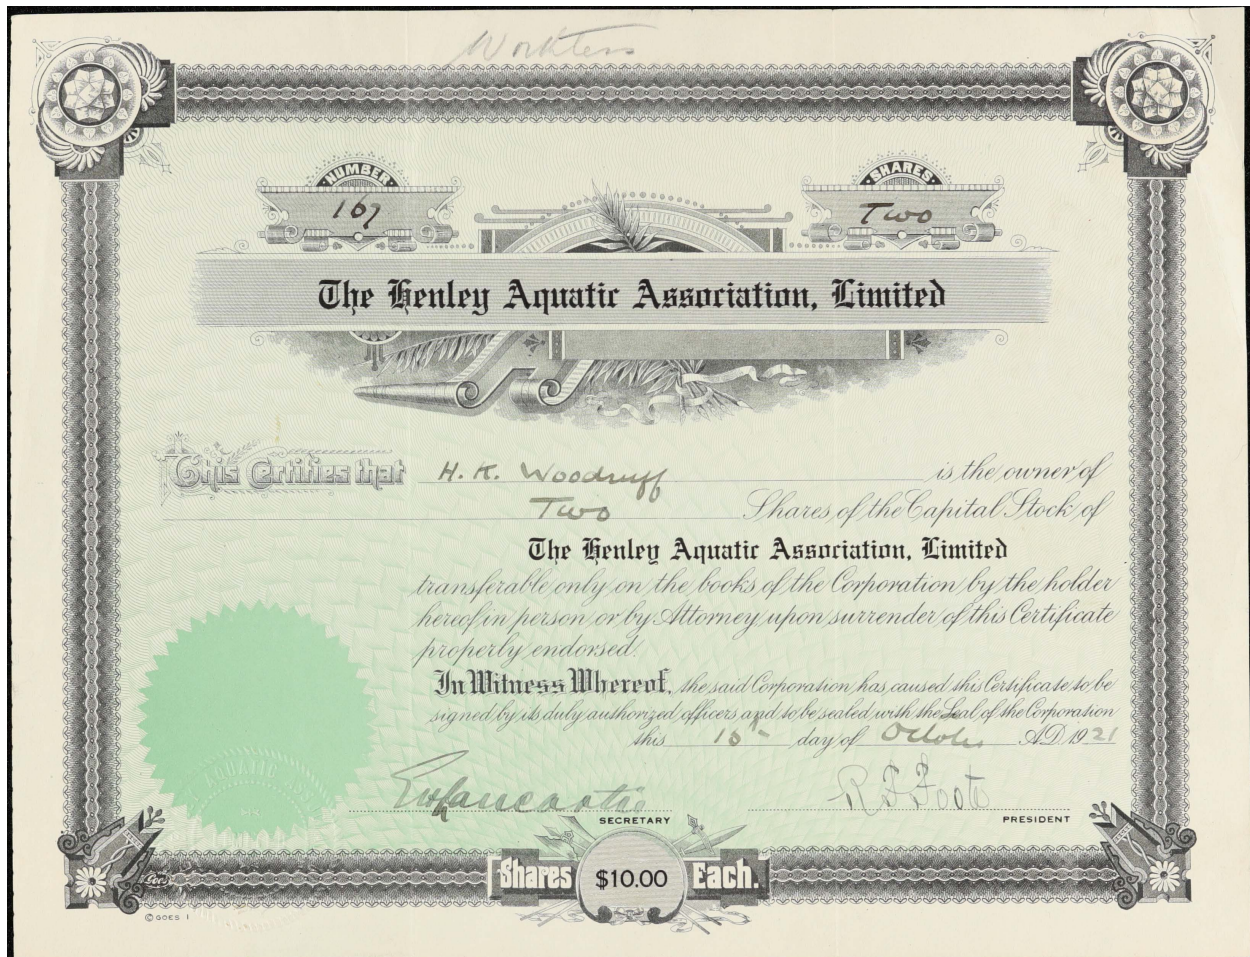 NUMBER
SHARES
167
Two
The Henley Aquatic Association, Limited
This Certifies that H. K. Woodruff is the owner of
Two Shares of the Capital Stock of
The Henley Aquatic Association, Limited
transferable only on the books of the Corporation by the holder
hereof in person or by Attorney upon surrender of this Certificate
properly endorsed.
In Witness Whereof, the said Corporation has caused this Certificate to be
signed by its duly authorized officers and to be sealed with the Seal of the Corporation
this 15th day of October A.D. 1921
AQUATIC ASS
SECRETARY
PRESIDENT
Shares $10.00 Each.
© GOES